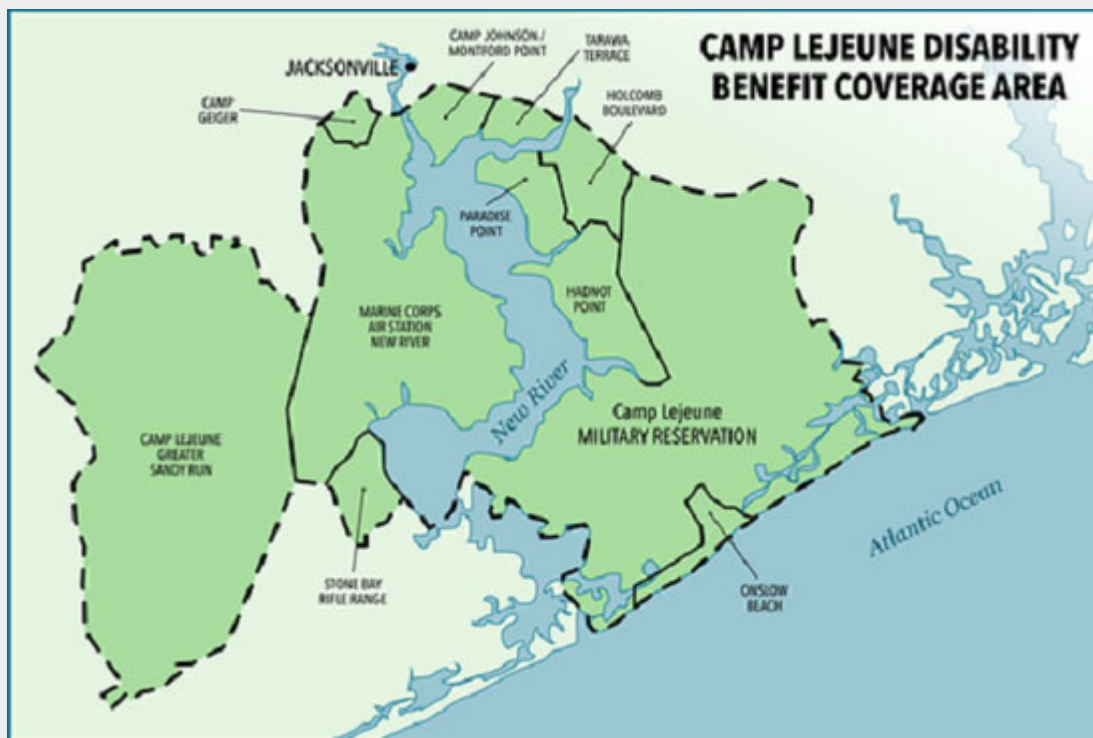 CAMP LEJEUNE DISABILITY
BENEFIT COVERAGE AREA
CAMP JOHNSON /
MONTFORD POINT
TARAWA
TERRACE
JACKSONVILLE
CAMP
GEIGER
HOLCOMB
BOULEVARD
PARADISE
POINT
HADNOT
POINT
MARINE CORPS
AIR STATION
NEW RIVER
New River
Camp Lejeune
MILITARY RESERVATION
CAMP LEJEUNE
GREATER
SANDY RUN
Atlantic Ocean
STONE BAY
RIFLE RANGE
ONSLOW
BEACH